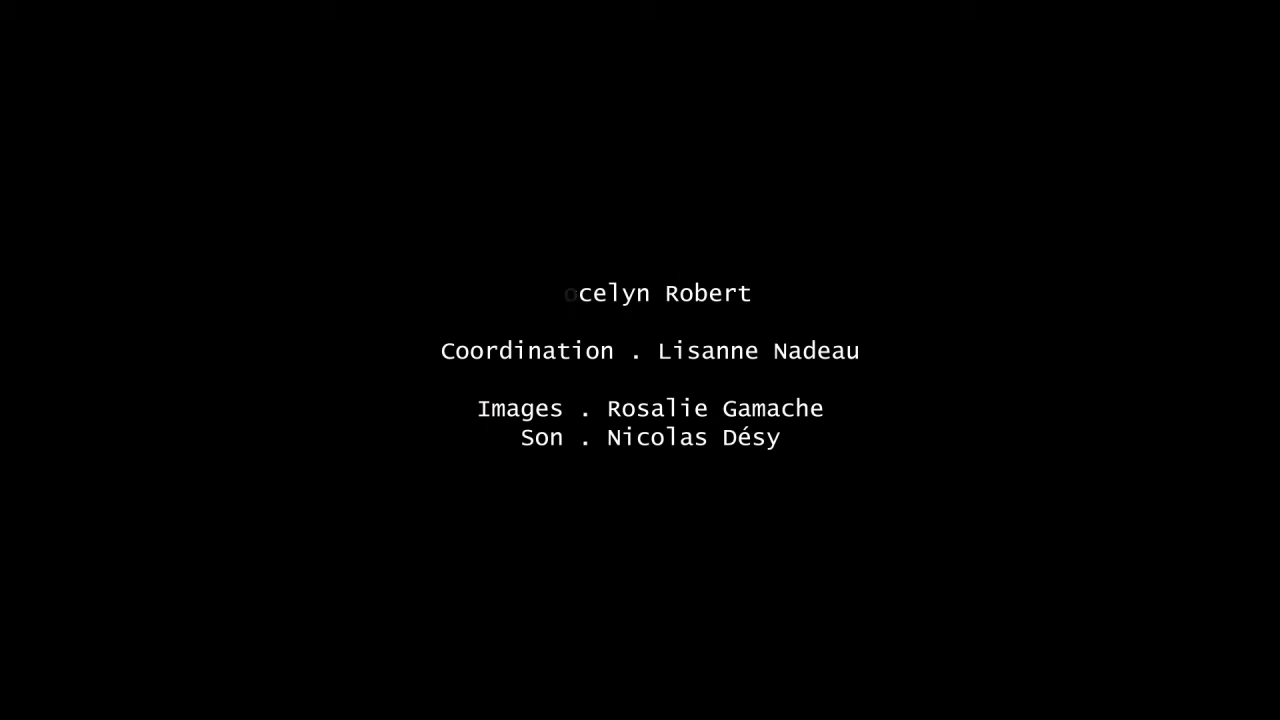 ocelyn Robert
Coordination . Lisanne Nadeau
Images . Rosalie Gamache
Son . Nicolas Désy